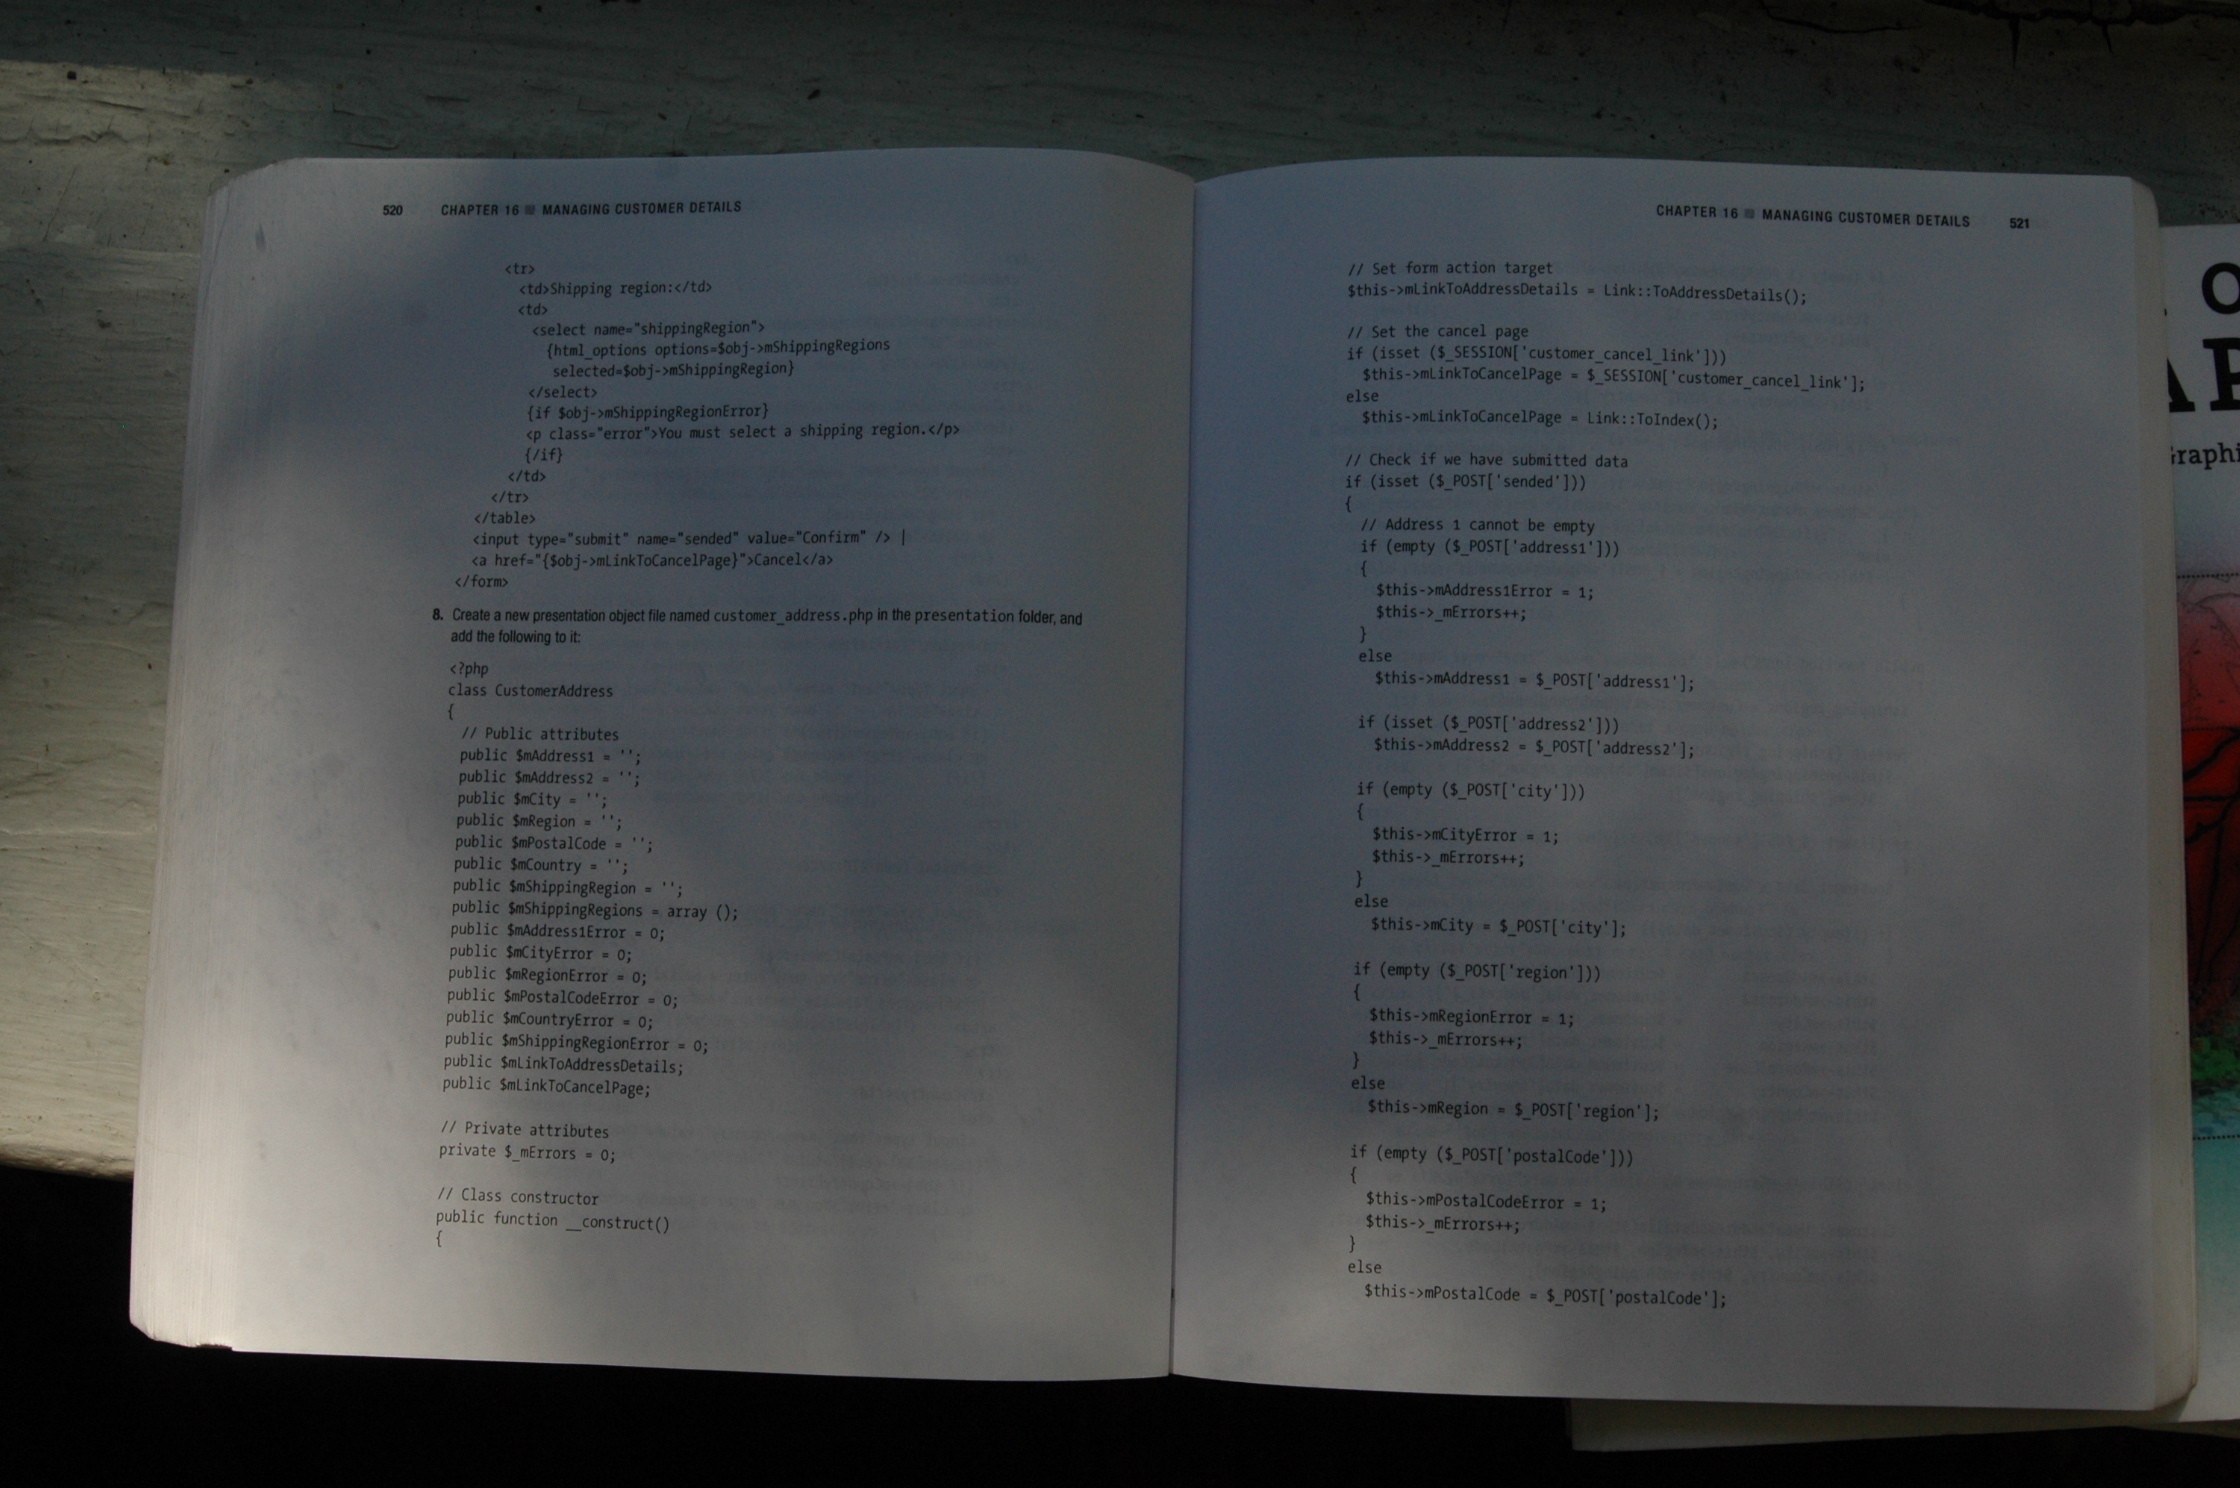 520 CHAPTER 16 ■ MANAGING CUSTOMER DETAILS
<tr>
<td>Shipping region:</td>
<td>
<select name="shippingRegion">
{html_options options=$obj->mShippingRegions
selected=$obj->mShippingRegion}
</select>
{if $obj->mShippingRegionError}
<p class="error">You must select a shipping region.</p>
{/if}
</td>
</tr>
</table>
<input type="submit" name="sended" value="Confirm" /> |
<a href="{$obj->mLinkToCancelPage}">Cancel</a>
</form>
8. Create a new presentation object file named customer_address.php in the presentation folder, and
add the following to it:
<?php
class CustomerAddress
{
// Public attributes
public $mAddress1 = '';
public $mAddress2 = '';
public $mCity = '';
public $mRegion = '';
public $mPostalCode = '';
public $mCountry = '';
public $mShippingRegion = '';
public $mShippingRegions = array ();
public $mAddress1Error = 0;
public $mCityError = 0;
public $mRegionError = 0;
public $mPostalCodeError = 0;
public $mCountryError = 0;
public $mShippingRegionError = 0;
public $mLinkToAddressDetails;
public $mLinkToCancelPage;
// Private attributes
private $_mErrors = 0;
// Class constructor
public function __construct()
{
CHAPTER 16 ■ MANAGING CUSTOMER DETAILS 521
// Set form action target
$this->mLinkToAddressDetails = Link::ToAddressDetails();
// Set the cancel page
if (isset ($_SESSION['customer_cancel_link']))
$this->mLinkToCancelPage = $_SESSION['customer_cancel_link'];
else
$this->mLinkToCancelPage = Link::ToIndex();
// Check if we have submitted data
if (isset ($_POST['sended']))
{
// Address 1 cannot be empty
if (empty ($_POST['address1']))
{
$this->mAddress1Error = 1;
$this->_mErrors++;
}
else
$this->mAddress1 = $_POST['address1'];
if (isset ($_POST['address2']))
$this->mAddress2 = $_POST['address2'];
if (empty ($_POST['city']))
{
$this->mCityError = 1;
$this->_mErrors++;
}
else
$this->mCity = $_POST['city'];
if (empty ($_POST['region']))
{
$this->mRegionError = 1;
$this->_mErrors++;
}
else
$this->mRegion = $_POST['region'];
if (empty ($_POST['postalCode']))
{
$this->mPostalCodeError = 1;
$this->_mErrors++;
}
else
$this->mPostalCode = $_POST['postalCode'];